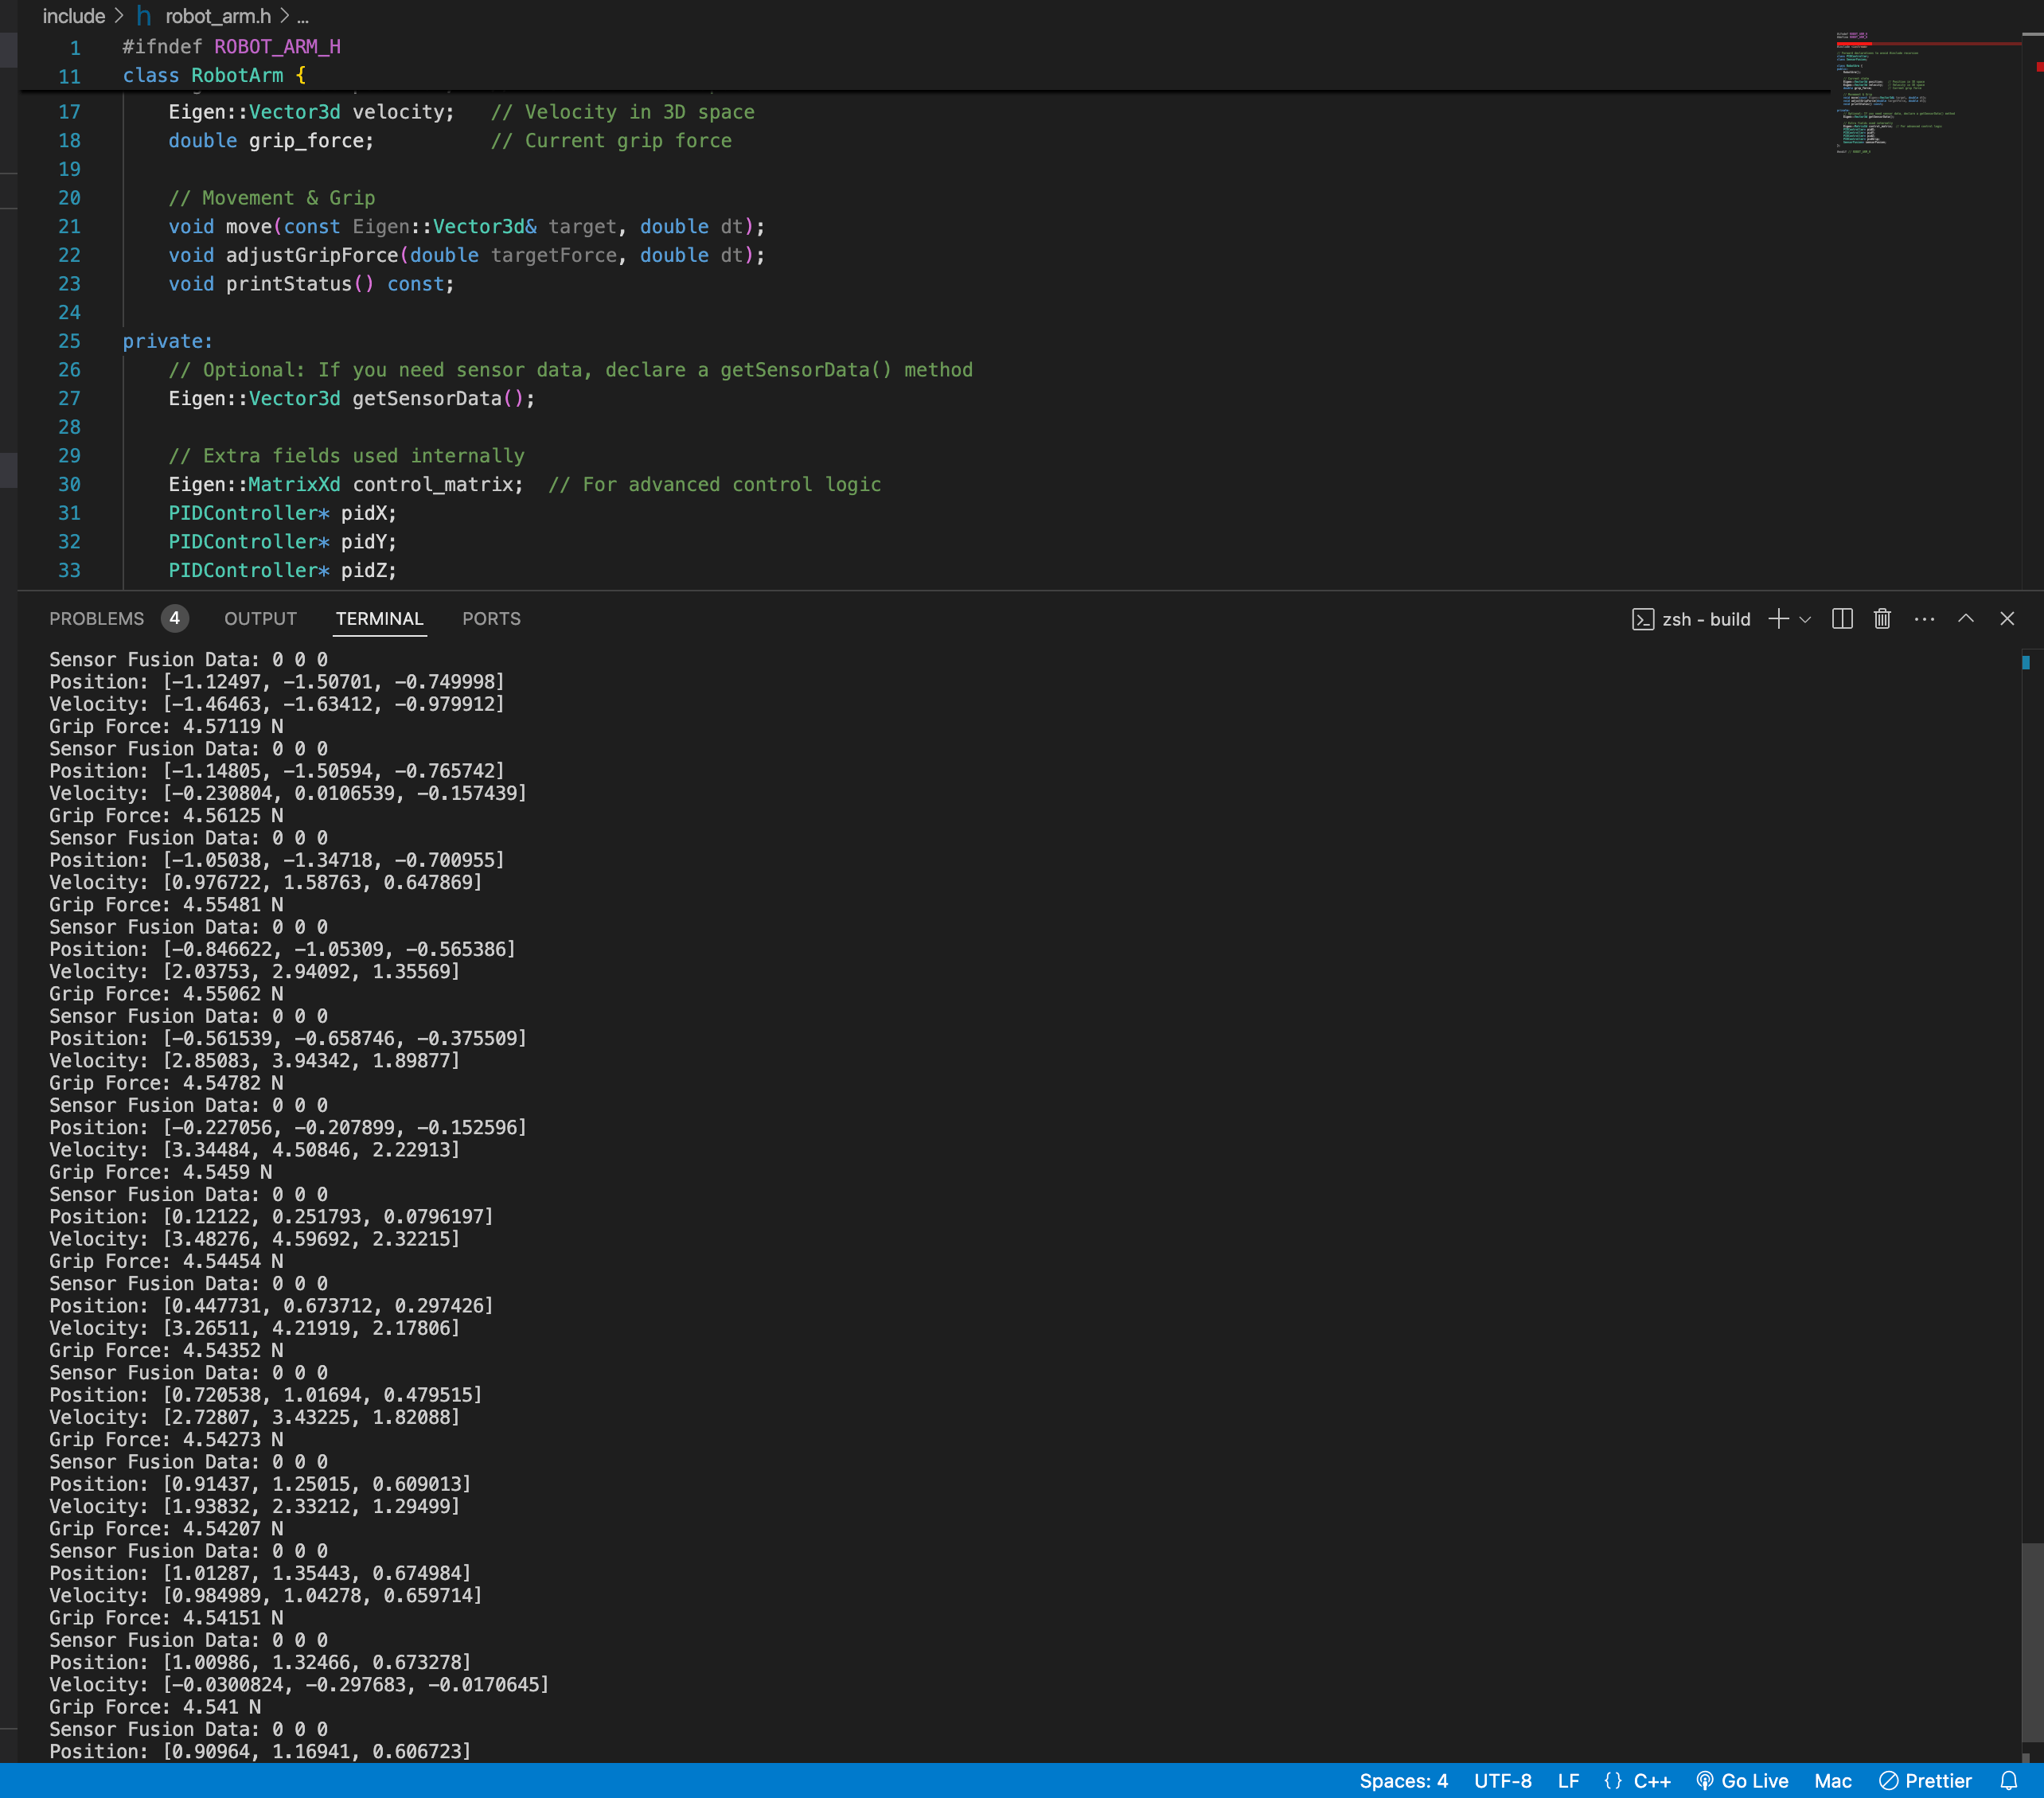 include > h robot_arm.h > ...
1 #ifndef ROBOT_ARM_H
11 class RobotArm {
17 Eigen::Vector3d velocity; // Velocity in 3D space
18 double grip_force; // Current grip force
19
20 // Movement & Grip
21 void move(const Eigen::Vector3d& target, double dt);
22 void adjustGripForce(double targetForce, double dt);
23 void printStatus() const;
24
25 private:
26 // Optional: If you need sensor data, declare a getSensorData() method
27 Eigen::Vector3d getSensorData();
28
29 // Extra fields used internally
30 Eigen::MatrixXd control_matrix; // For advanced control logic
31 PIDController* pidX;
32 PIDController* pidY;
33 PIDController* pidZ;
PROBLEMS 4 OUTPUT TERMINAL PORTS zsh - build
Sensor Fusion Data: 0 0 0
Position: [-1.12497, -1.50701, -0.749998]
Velocity: [-1.46463, -1.63412, -0.979912]
Grip Force: 4.57119 N
Sensor Fusion Data: 0 0 0
Position: [-1.14805, -1.50594, -0.765742]
Velocity: [-0.230804, 0.0106539, -0.157439]
Grip Force: 4.56125 N
Sensor Fusion Data: 0 0 0
Position: [-1.05038, -1.34718, -0.700955]
Velocity: [0.976722, 1.58763, 0.647869]
Grip Force: 4.55481 N
Sensor Fusion Data: 0 0 0
Position: [-0.846622, -1.05309, -0.565386]
Velocity: [2.03753, 2.94092, 1.35569]
Grip Force: 4.55062 N
Sensor Fusion Data: 0 0 0
Position: [-0.561539, -0.658746, -0.375509]
Velocity: [2.85083, 3.94342, 1.89877]
Grip Force: 4.54782 N
Sensor Fusion Data: 0 0 0
Position: [-0.227056, -0.207899, -0.152596]
Velocity: [3.34484, 4.50846, 2.22913]
Grip Force: 4.5459 N
Sensor Fusion Data: 0 0 0
Position: [0.12122, 0.251793, 0.0796197]
Velocity: [3.48276, 4.59692, 2.32215]
Grip Force: 4.54454 N
Sensor Fusion Data: 0 0 0
Position: [0.447731, 0.673712, 0.297426]
Velocity: [3.26511, 4.21919, 2.17806]
Grip Force: 4.54352 N
Sensor Fusion Data: 0 0 0
Position: [0.720538, 1.01694, 0.479515]
Velocity: [2.72807, 3.43225, 1.82088]
Grip Force: 4.54273 N
Sensor Fusion Data: 0 0 0
Position: [0.91437, 1.25015, 0.609013]
Velocity: [1.93832, 2.33212, 1.29499]
Grip Force: 4.54207 N
Sensor Fusion Data: 0 0 0
Position: [1.01287, 1.35443, 0.674984]
Velocity: [0.984989, 1.04278, 0.659714]
Grip Force: 4.54151 N
Sensor Fusion Data: 0 0 0
Position: [1.00986, 1.32466, 0.673278]
Velocity: [-0.0300824, -0.297683, -0.0170645]
Grip Force: 4.541 N
Sensor Fusion Data: 0 0 0
Position: [0.90964, 1.16941, 0.606723]
Spaces: 4 UTF-8 LF {} C++ Go Live Mac Prettier